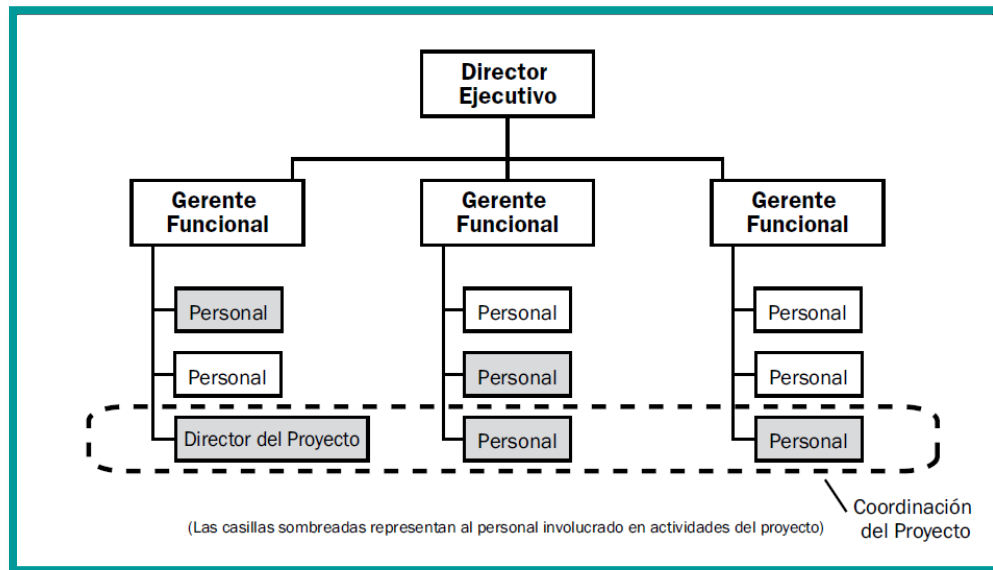 Director
Ejecutivo
Gerente
Funcional
Gerente
Funcional
Gerente
Funcional
Personal
Personal
Personal
Personal
Personal
Personal
Director del Proyecto
Personal
Personal
Coordinación
del Proyecto
(Las casillas sombreadas representan al personal involucrado en actividades del proyecto)